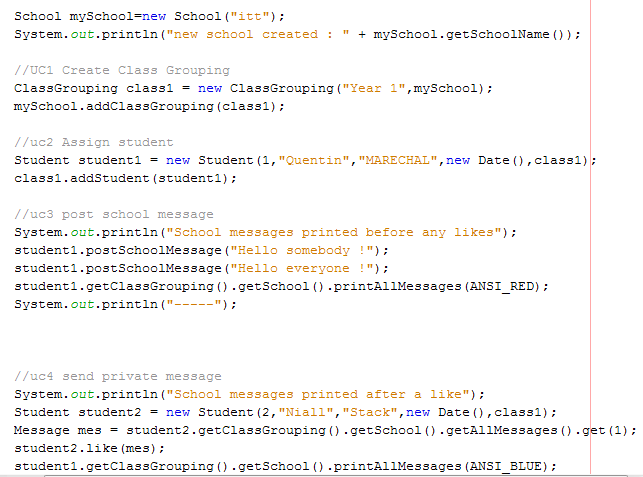 School mySchool=new School("itt");
System.out.println("new school created : " + mySchool.getSchoolName());
//UC1 Create Class Grouping
ClassGrouping class1 = new ClassGrouping("Year 1",mySchool);
mySchool.addClassGrouping(class1);
//uc2 Assign student
Student student1 = new Student(1,"Quentin","MARECHAL",new Date(),class1);
class1.addStudent(student1);
//uc3 post school message
System.out.println("School messages printed before any likes");
student1.postSchoolMessage("Hello somebody !");
student1.postSchoolMessage("Hello everyone !");
student1.getClassGrouping().getSchool().printAllMessages(ANSI_RED);
System.out.println("-----");
//uc4 send private message
System.out.println("School messages printed after a like");
Student student2 = new Student(2,"Niall","Stack",new Date(),class1);
Message mes = student2.getClassGrouping().getSchool().getAllMessages().get(1);
student2.like(mes);
student1.getClassGrouping().getSchool().printAllMessages(ANSI_BLUE);